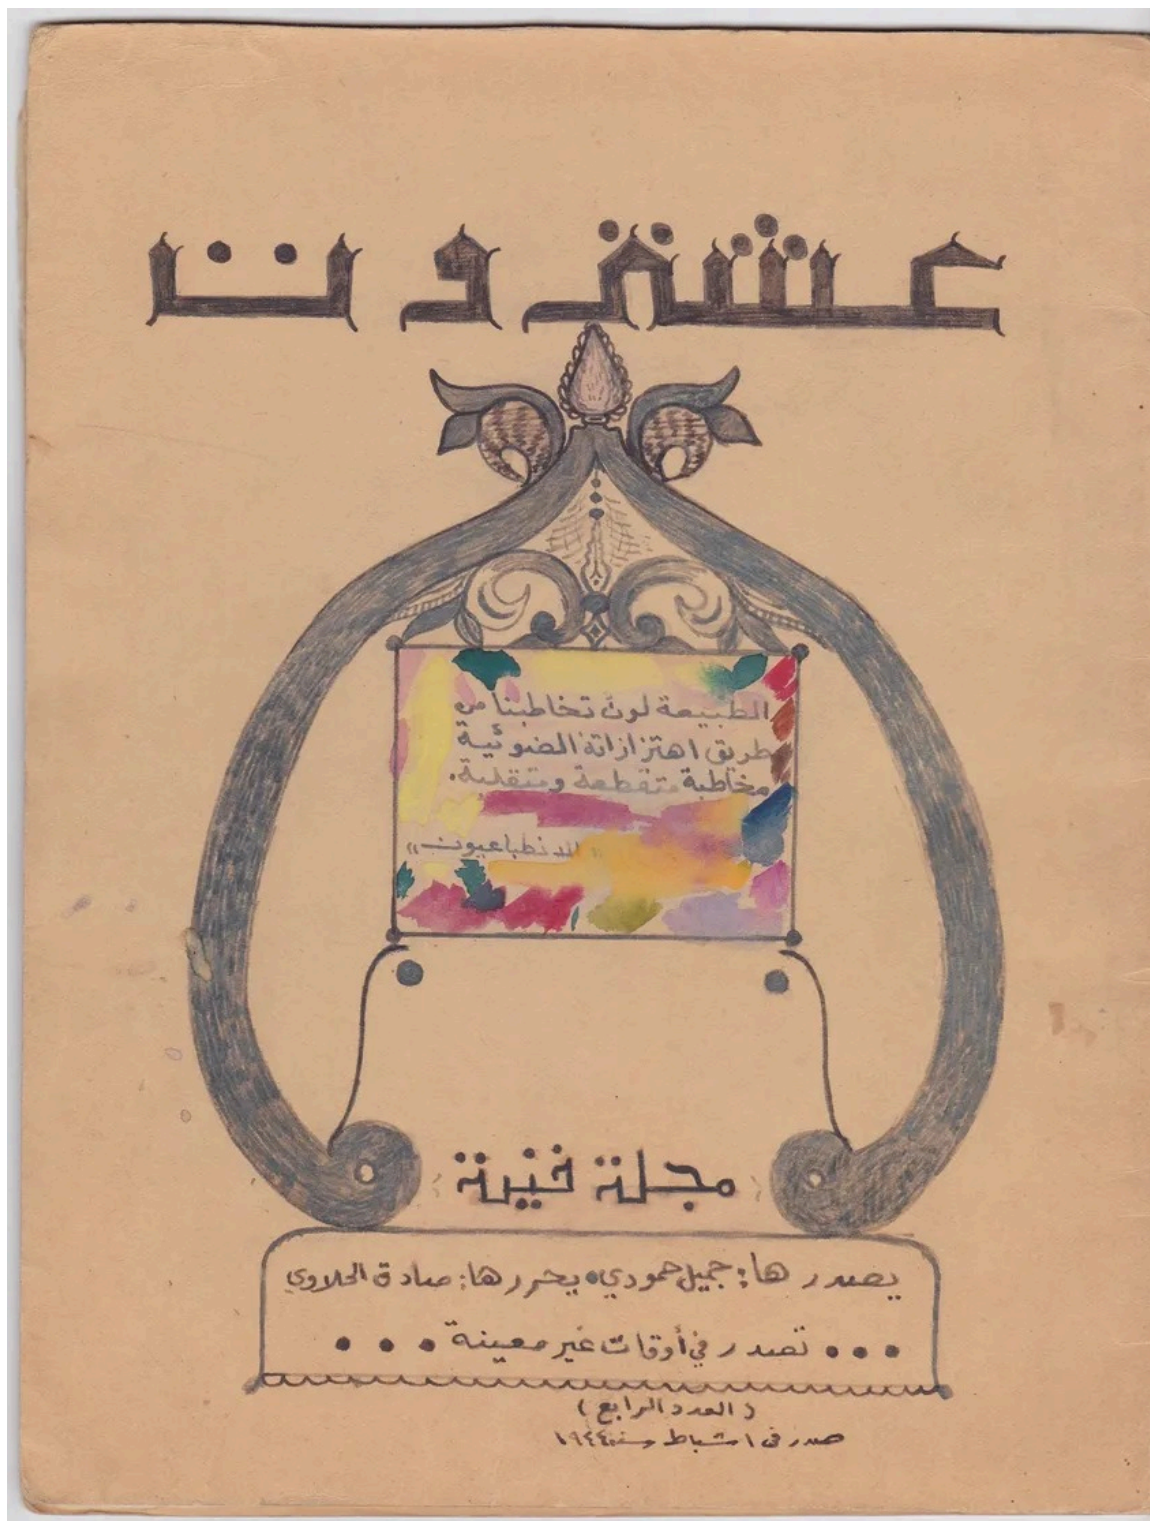 عشتروت
الطبيعة لونٌ تخاطبنا من
طريق اهتزازاته الضوئية
مخاطبة متقطعة ومتقلبة.
«الانطباعيون»
مجلة فنية
يصدرها: جميل حمودي • يحررها: صادق الحلاوي
••• تصدر في أوقات غير معينة •••
(العدد الرابع)
صدر في ١ شباط سنة ١٩٤٤